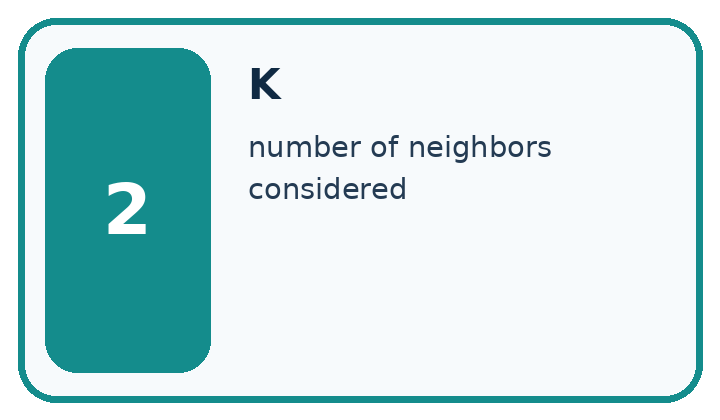 2
K
number of neighbors
considered